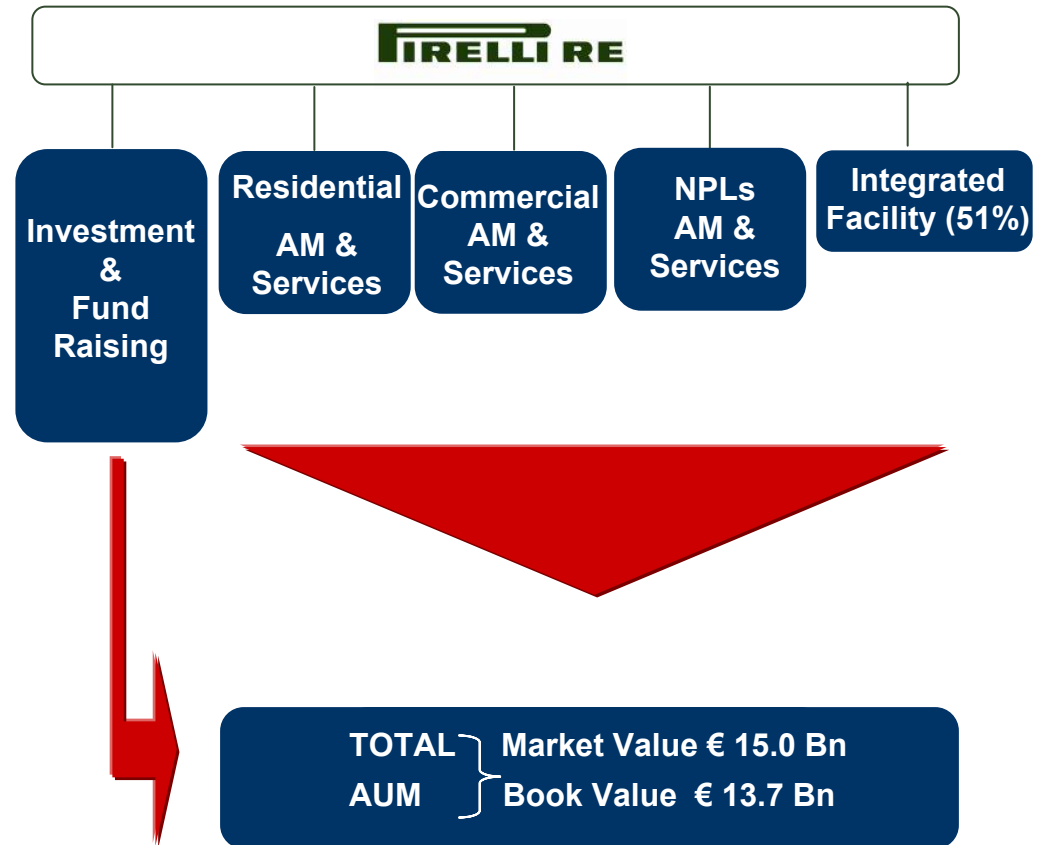 PIRELLI RE
Investment
&
Fund
Raising
Residential
AM &
Services
Commercial
AM &
Services
NPLs
AM &
Services
Integrated
Facility (51%)
TOTAL Market Value € 15.0 Bn
AUM Book Value € 13.7 Bn